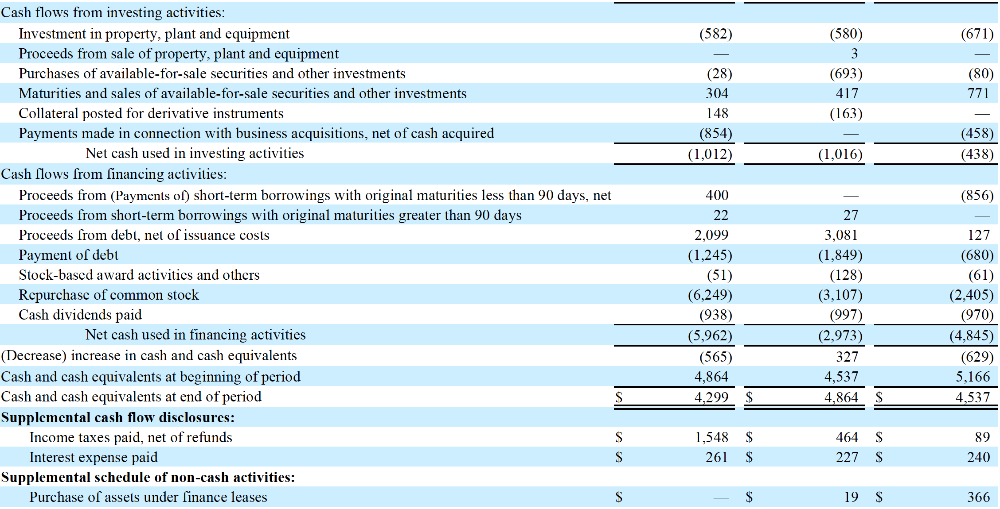 Cash flows from investing activities:
Investment in property, plant and equipment (582) (580) (671)
Proceeds from sale of property, plant and equipment — 3 —
Purchases of available-for-sale securities and other investments (28) (693) (80)
Maturities and sales of available-for-sale securities and other investments 304 417 771
Collateral posted for derivative instruments 148 (163) —
Payments made in connection with business acquisitions, net of cash acquired (854) — (458)
Net cash used in investing activities (1,012) (1,016) (438)
Cash flows from financing activities:
Proceeds from (Payments of) short-term borrowings with original maturities less than 90 days, net 400 — (856)
Proceeds from short-term borrowings with original maturities greater than 90 days 22 27 —
Proceeds from debt, net of issuance costs 2,099 3,081 127
Payment of debt (1,245) (1,849) (680)
Stock-based award activities and others (51) (128) (61)
Repurchase of common stock (6,249) (3,107) (2,405)
Cash dividends paid (938) (997) (970)
Net cash used in financing activities (5,962) (2,973) (4,845)
(Decrease) increase in cash and cash equivalents (565) 327 (629)
Cash and cash equivalents at beginning of period 4,864 4,537 5,166
Cash and cash equivalents at end of period $ 4,299 $ 4,864 $ 4,537
Supplemental cash flow disclosures:
Income taxes paid, net of refunds $ 1,548 $ 464 $ 89
Interest expense paid $ 261 $ 227 $ 240
Supplemental schedule of non-cash activities:
Purchase of assets under finance leases $ — $ 19 $ 366